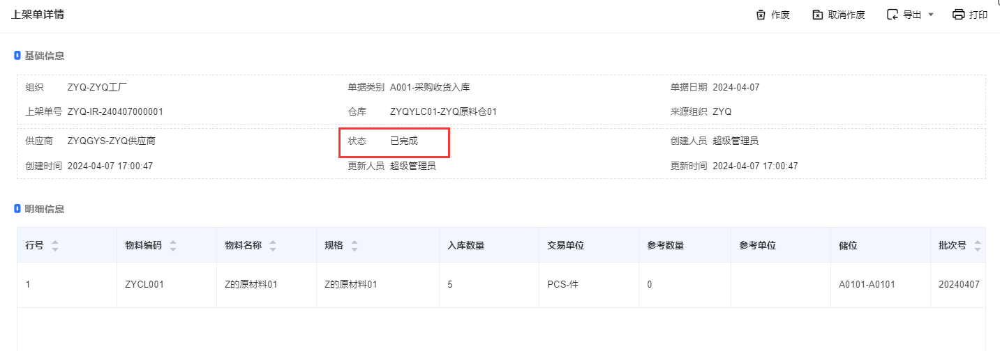 上架单详情 作废 取消作废 导出 打印
基础信息
组织 ZYQ-ZYQ工厂 单据类别 A001-采购收货入库 单据日期 2024-04-07
上架单号 ZYQ-IR-240407000001 仓库 ZYQYLC01-ZYQ原料仓01 来源组织 ZYQ
供应商 ZYQGYS-ZYQ供应商 状态 已完成 创建人员 超级管理员
创建时间 2024-04-07 17:00:47 更新人员 超级管理员 更新时间 2024-04-07 17:00:47
明细信息
行号 物料编码 物料名称 规格 入库数量 交易单位 参考数量 参考单位 储位 批次号
1 ZYCL001 Z的原材料01 Z的原材料01 5 PCS-件 0 A0101-A0101 20240407